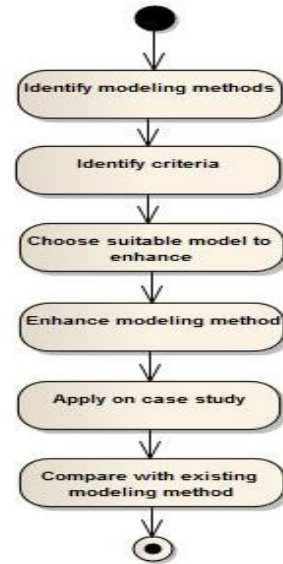 Identify modeling methods
Identify criteria
Choose suitable model to
enhance
Enhance modeling method
Apply on case study
Compare with existing
modeling method